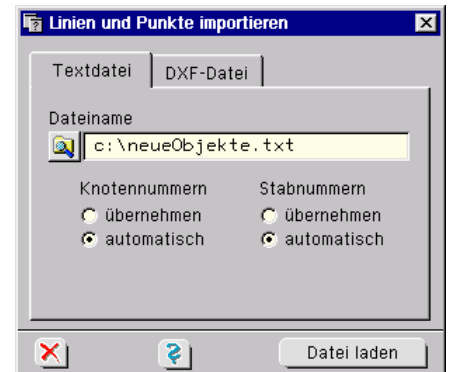 Linien und Punkte importieren
Textdatei DXF-Datei
Dateiname
c:\neueObjekte.txt
Knotennummern Stabnummern
übernehmen übernehmen
automatisch automatisch
Datei laden